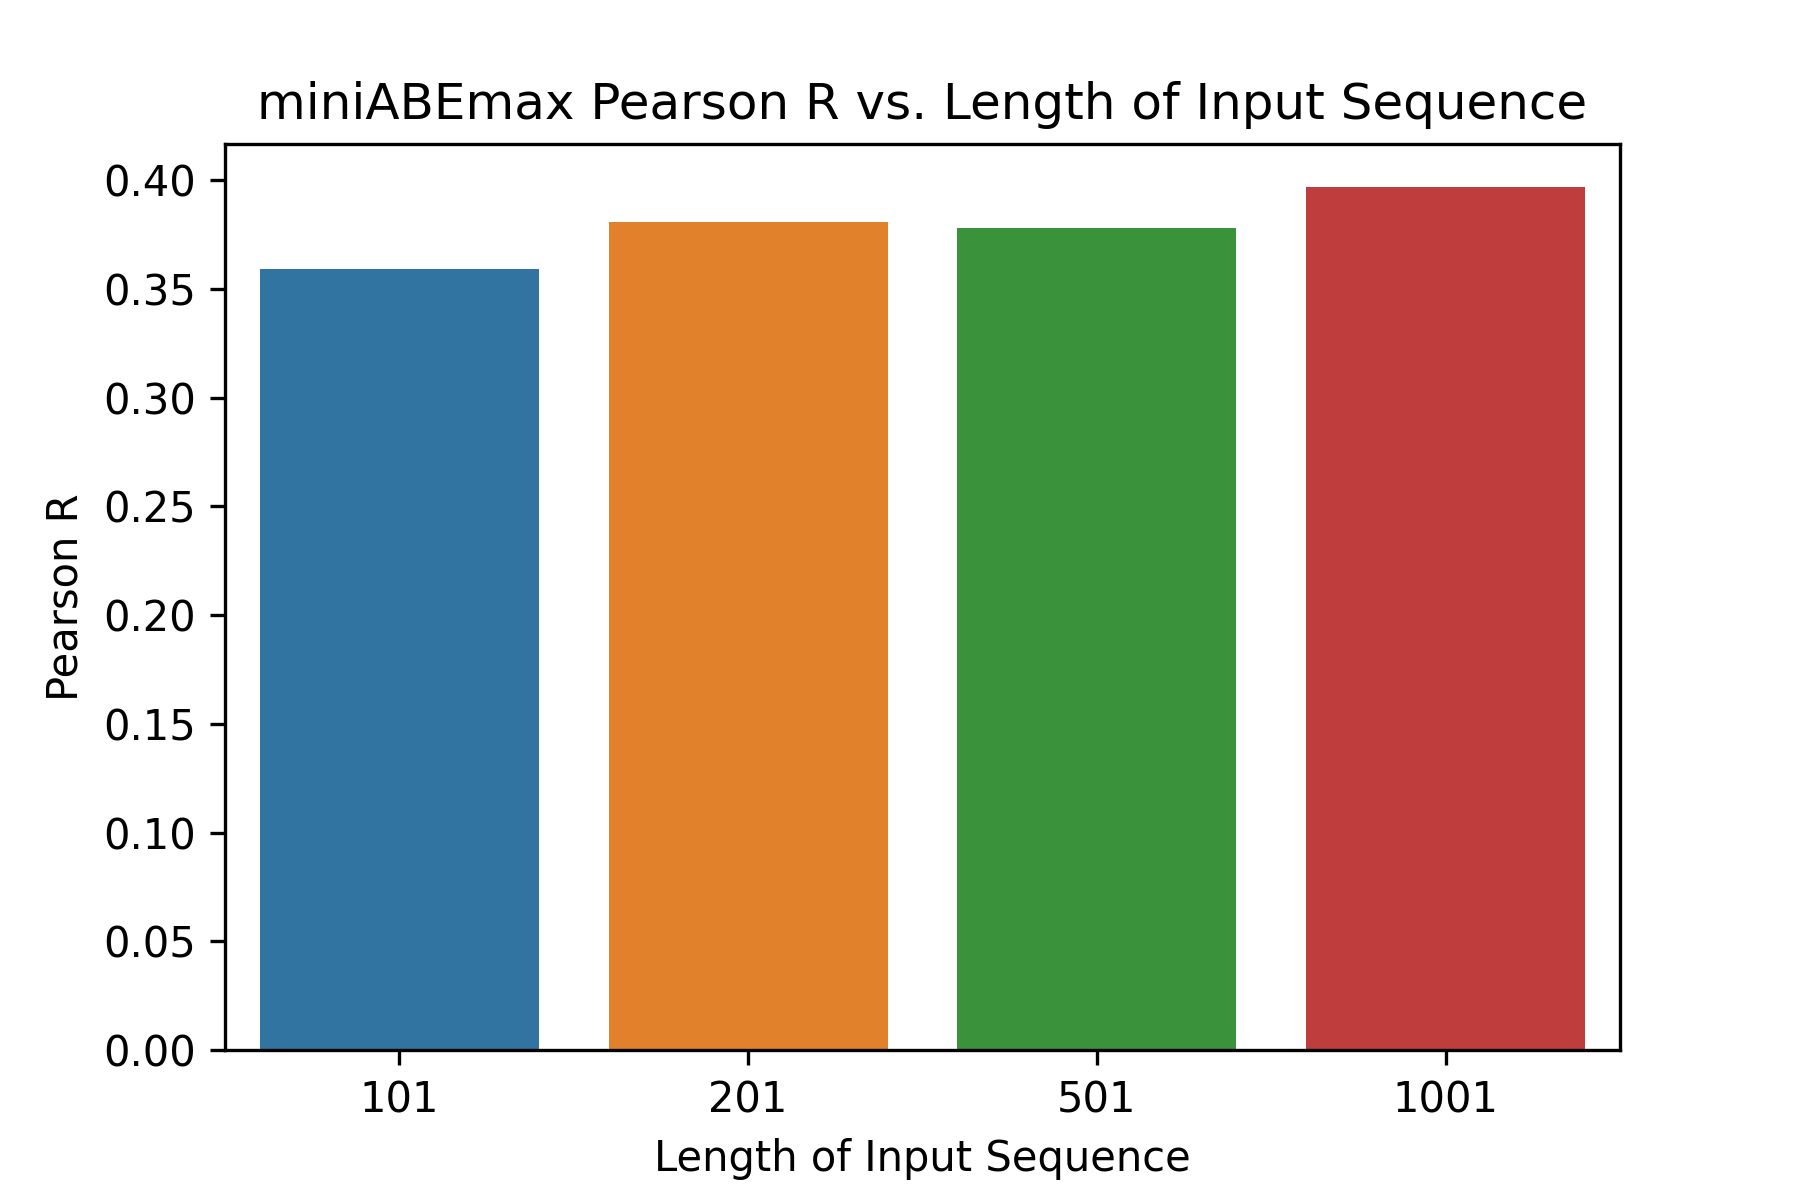 miniABEmax Pearson R vs. Length of Input Sequence
0.40
0.35
0.30
0.25
0.20
0.15
0.10
0.05
0.00
Pearson R
101 201 501 1001
Length of Input Sequence